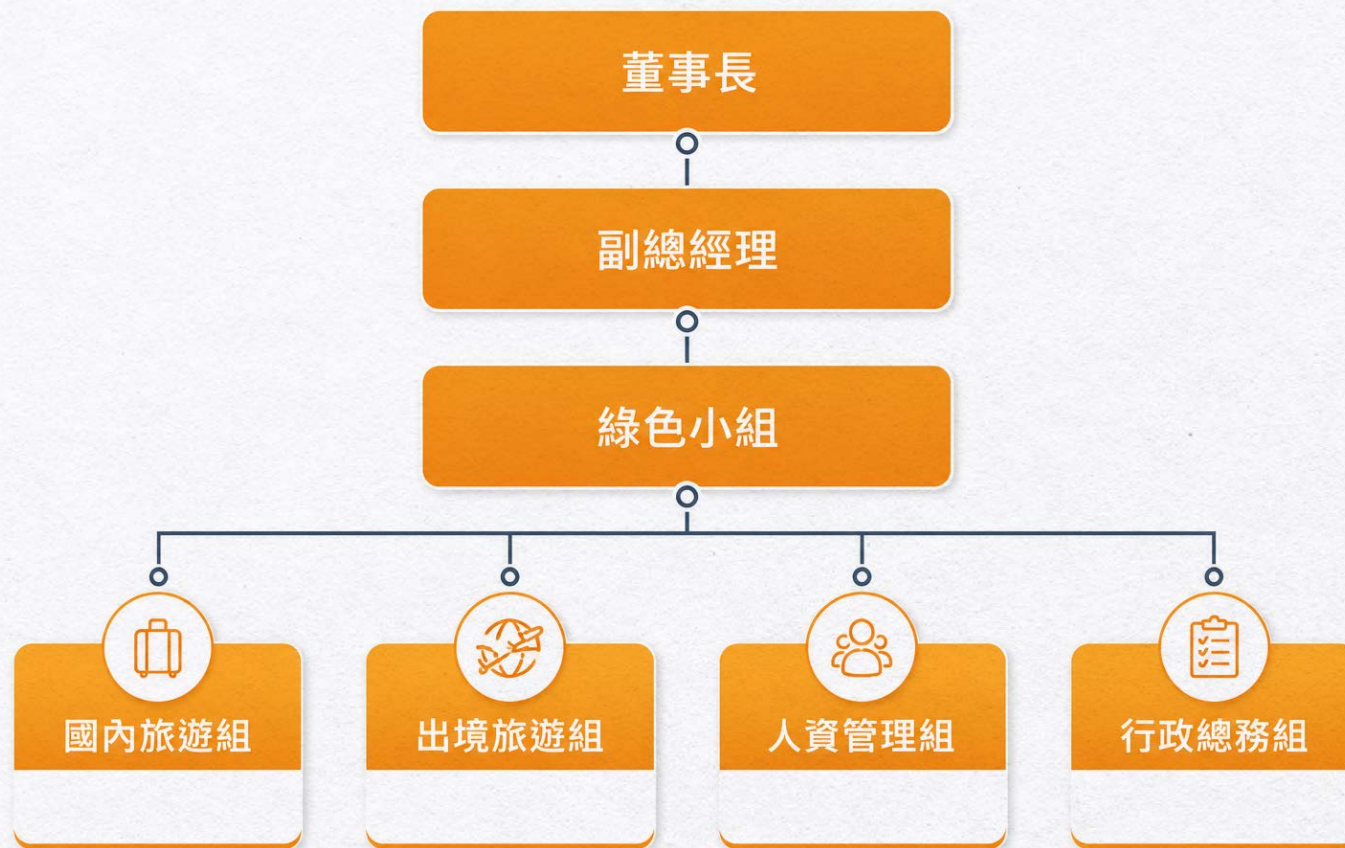 董事長
副總經理
綠色小組
國內旅遊組
出境旅遊組
人資管理組
行政總務組